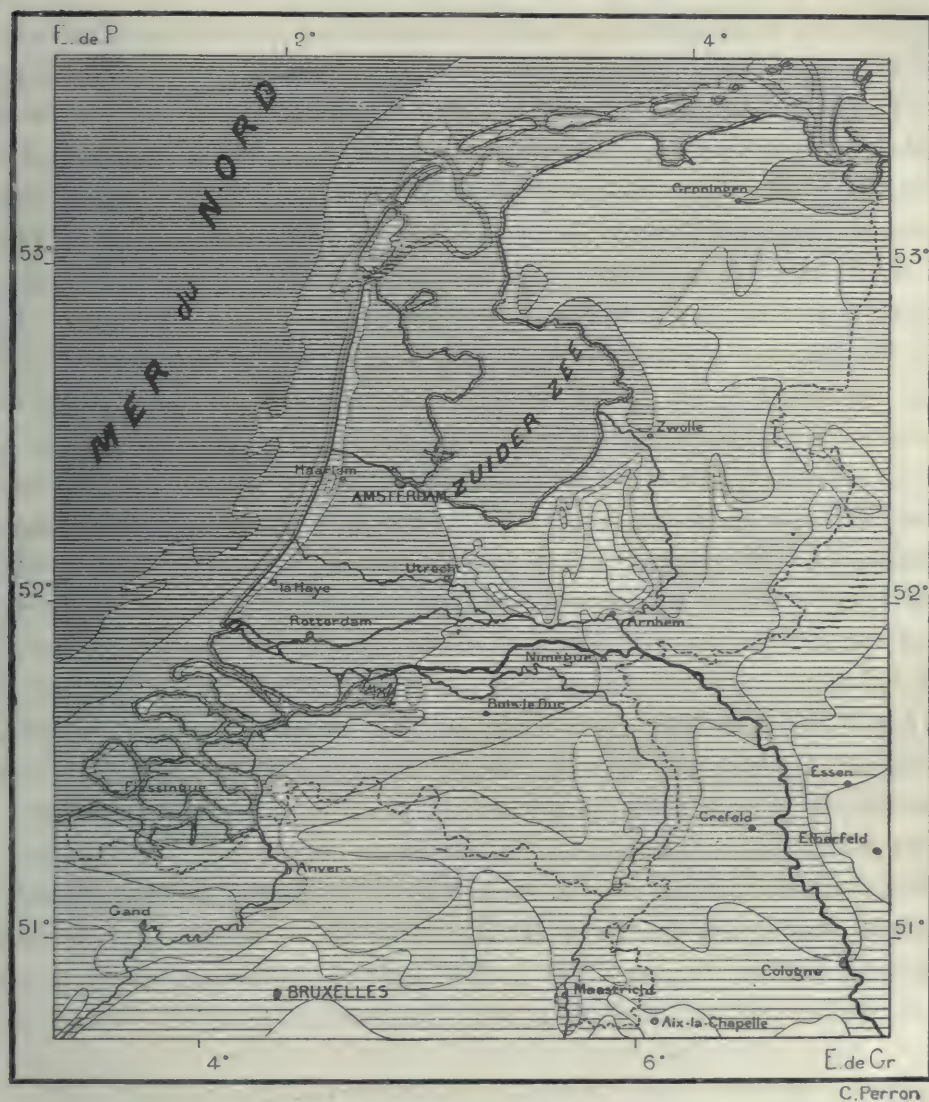 E. de P
2°
4°
MER du NORD
Groningen
53°
53°
ZUIDER ZEE
Zwolle
Haarlem
AMSTERDAM
Utrecht
52°
la Haye
52°
Rotterdam
Arnhem
Nimègue
Bois-le Duc
Essen
Flessingue
Crefeld
Elberfeld
Anvers
Gand
51°
51°
Cologne
BRUXELLES
Maastricht
Aix-la-Chapelle
4°
6°
E. de Gr
C. Perron